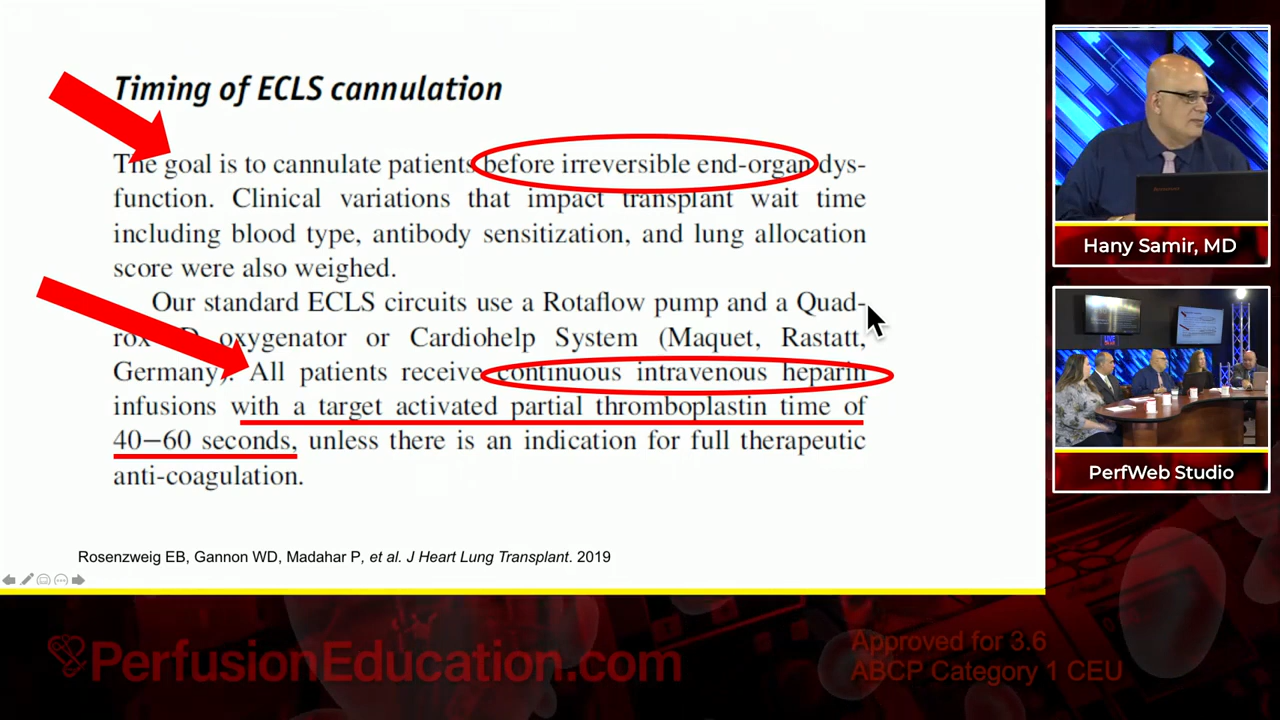 Timing of ECLS cannulation
The goal is to cannulate patients before irreversible end-organ dys-
function. Clinical variations that impact transplant wait time
including blood type, antibody sensitization, and lung allocation
score were also weighed.
Our standard ECLS circuits use a Rotaflow pump and a Quad-
rox D oxygenator or Cardiohelp System (Maquet, Rastatt,
Germany). All patients receive continuous intravenous heparin
infusions with a target activated partial thromboplastin time of
40–60 seconds, unless there is an indication for full therapeutic
anti-coagulation.
Rosenzweig EB, Gannon WD, Madahar P, et al. J Heart Lung Transplant. 2019
Hany Samir, MD
PerfWeb Studio
PerfusionEducation.com
Approved for 3.6
ABCP Category 1 CEU